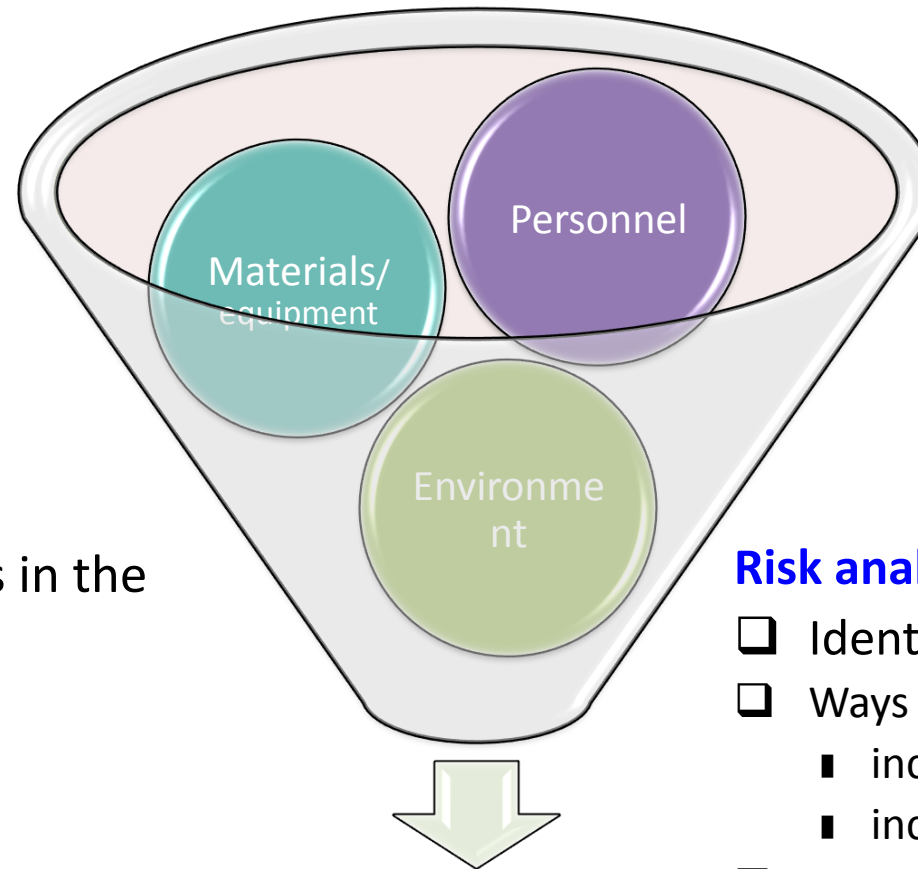 Personnel
Materials/
equipment
Environme
nt
s in the
Risk anal
Ident
Ways
inc
inc